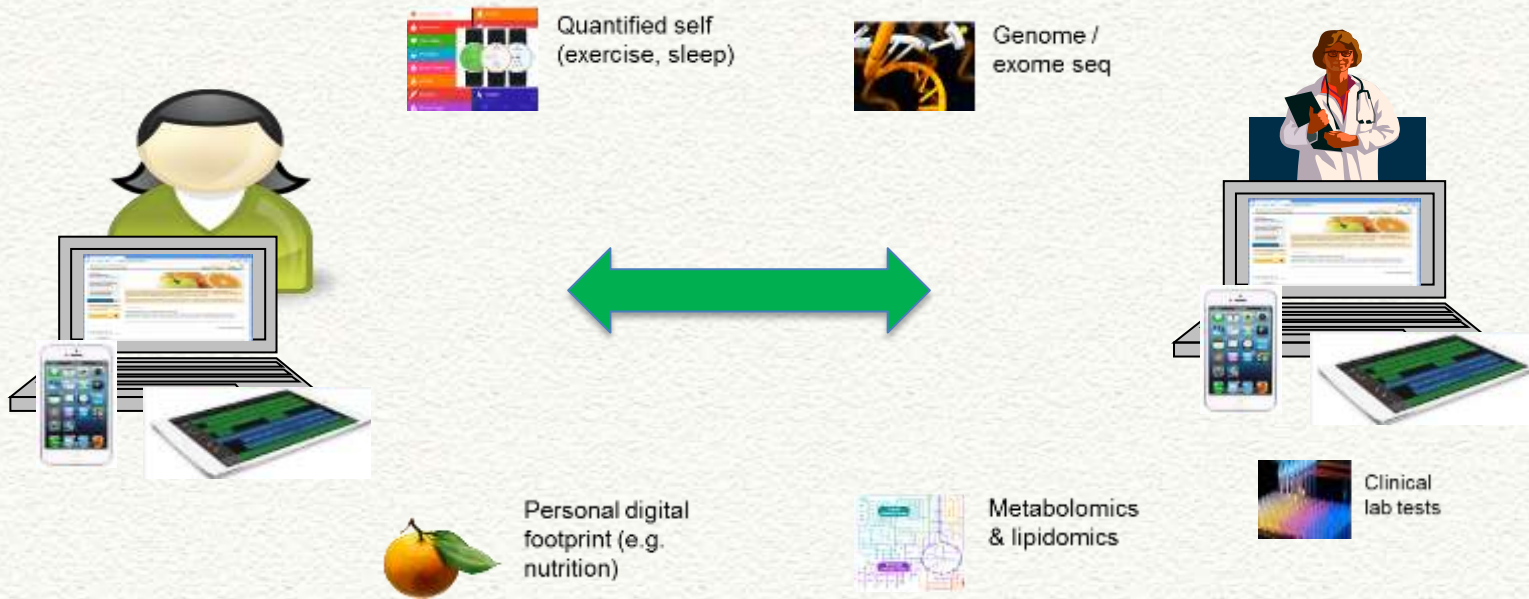 Quantified self
(exercise, sleep)
Genome /
exome seq
Personal digital
footprint (e.g.
nutrition)
Metabolomics
& lipidomics
Clinical
lab tests